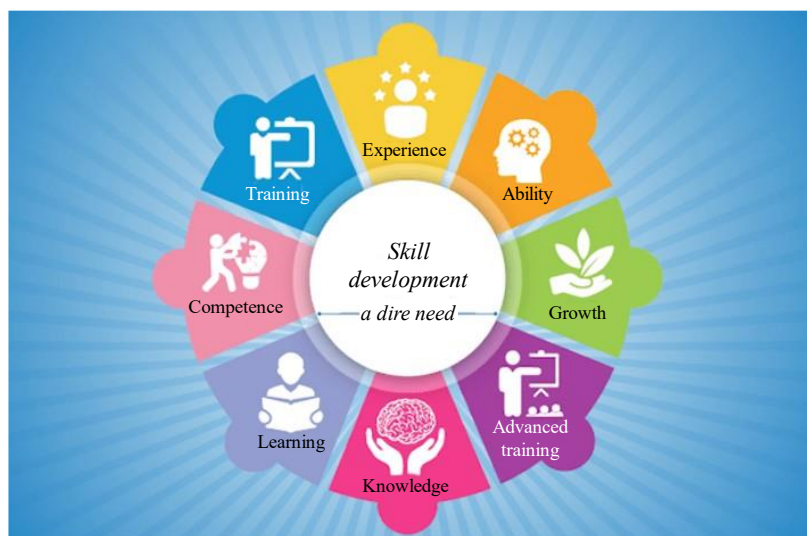 Experience
Ability
Growth
Advanced
training
Knowledge
Learning
Competence
Training
Skill
development
a dire need